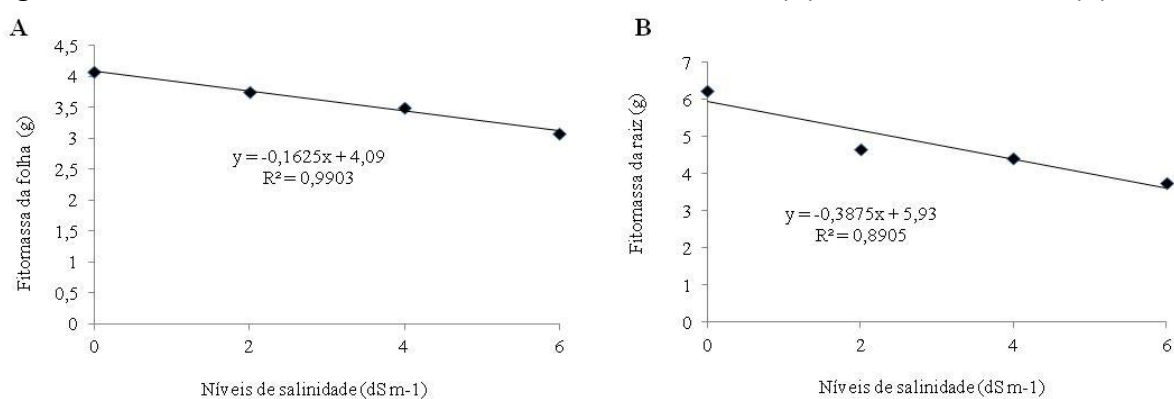 A
4,5
4
3,5
3
2,5
2
1,5
1
0,5
0
Fitomassa da folha (g)
y = -0,1625x + 4,09
R² = 0,9903
0 2 4 6
Níveis de salinidade (dS m-1)
B
7
6
5
4
3
2
1
0
Fitomassa da raiz (g)
y = -0,3875x + 5,93
R² = 0,8905
0 2 4 6
Níveis de salinidade (dS m-1)